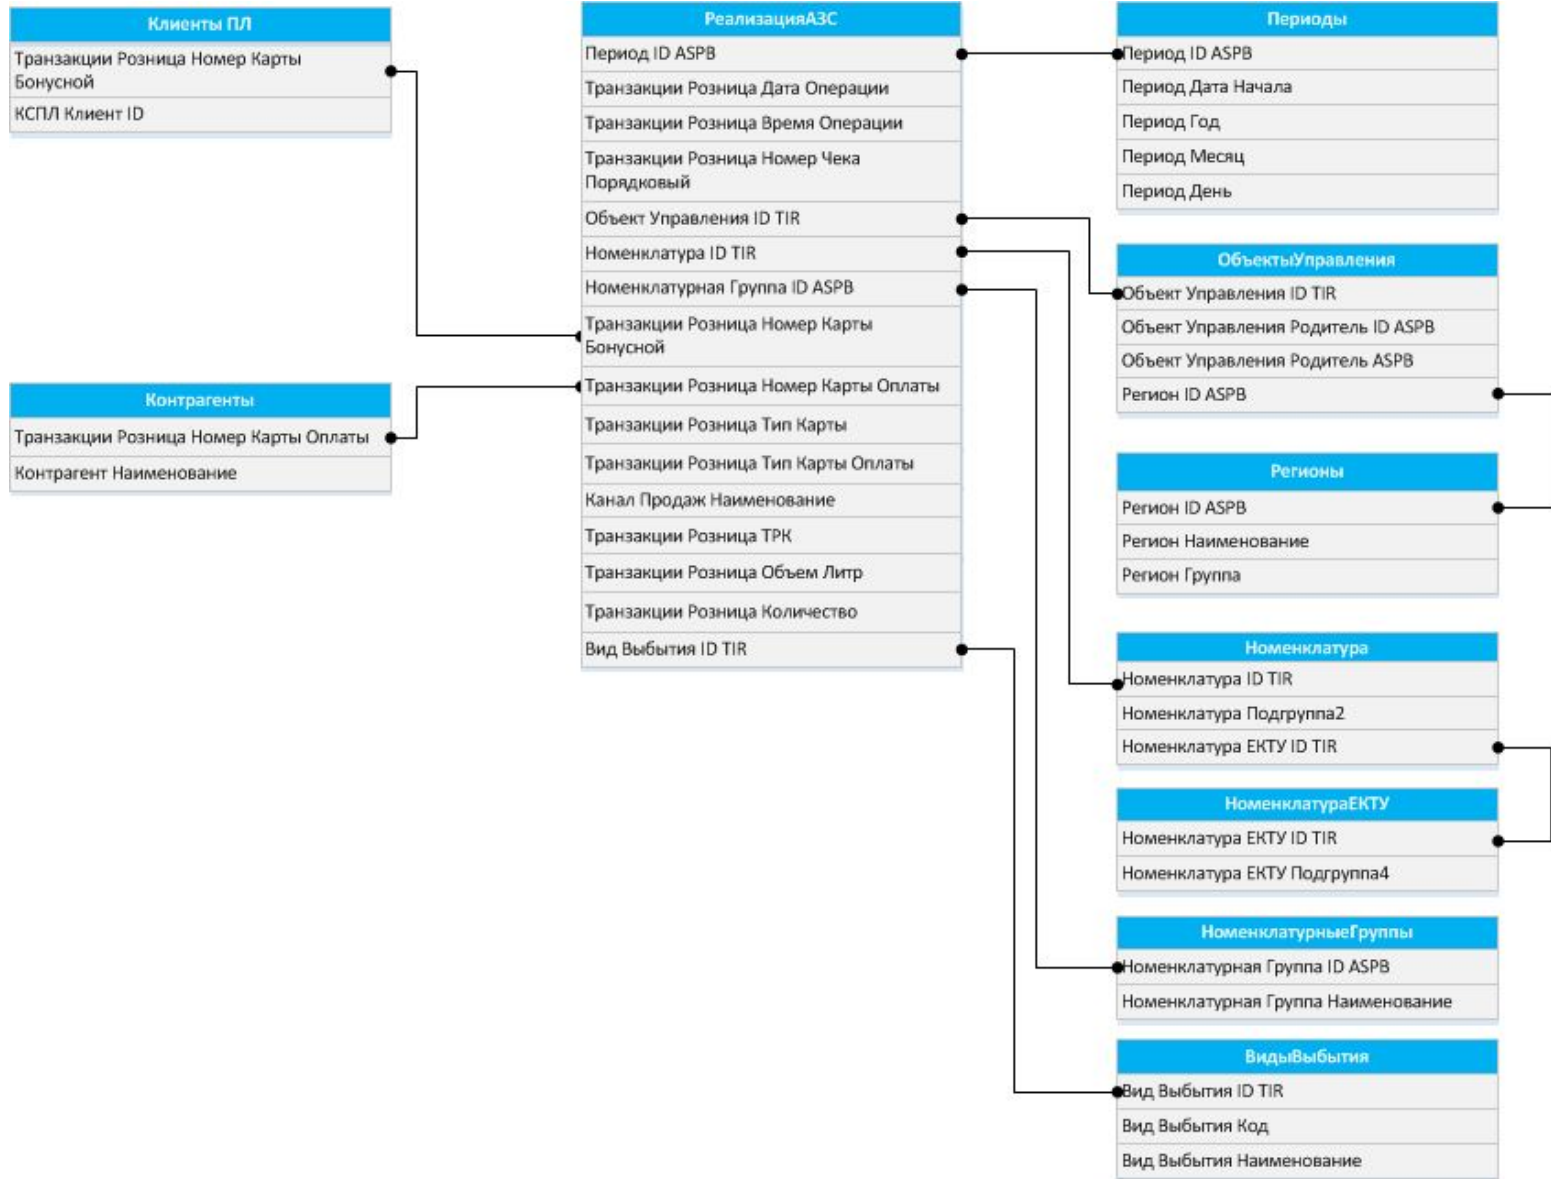 Клиенты ПЛ
Транзакции Розница Номер Карты
Бонусной
КСПЛ Клиент ID
Контрагенты
Транзакции Розница Номер Карты Оплаты
Контрагент Наименование
РеализацияАЗС
Период ID ASPB
Транзакции Розница Дата Операции
Транзакции Розница Время Операции
Транзакции Розница Номер Чека
Порядковый
Объект Управления ID TIR
Номенклатура ID TIR
Номенклатурная Группа ID ASPB
Транзакции Розница Номер Карты
Бонусной
Транзакции Розница Номер Карты Оплаты
Транзакции Розница Тип Карты
Транзакции Розница Тип Карты Оплаты
Канал Продаж Наименование
Транзакции Розница ТРК
Транзакции Розница Объем Литр
Транзакции Розница Количество
Вид Выбытия ID TIR
Периоды
Период ID ASPB
Период Дата Начала
Период Год
Период Месяц
Период День
ОбъектыУправления
Объект Управления ID TIR
Объект Управления Родитель ID ASPB
Объект Управления Родитель ASPB
Регион ID ASPB
Регионы
Регион ID ASPB
Регион Наименование
Регион Группа
Номенклатура
Номенклатура ID TIR
Номенклатура Подгруппа2
Номенклатура ЕКТУ ID TIR
НоменклатураЕКТУ
Номенклатура ЕКТУ ID TIR
Номенклатура ЕКТУ Подгруппа4
НоменклатурныеГруппы
Номенклатурная Группа ID ASPB
Номенклатурная Группа Наименование
ВидыВыбытия
Вид Выбытия ID TIR
Вид Выбытия Код
Вид Выбытия Наименование